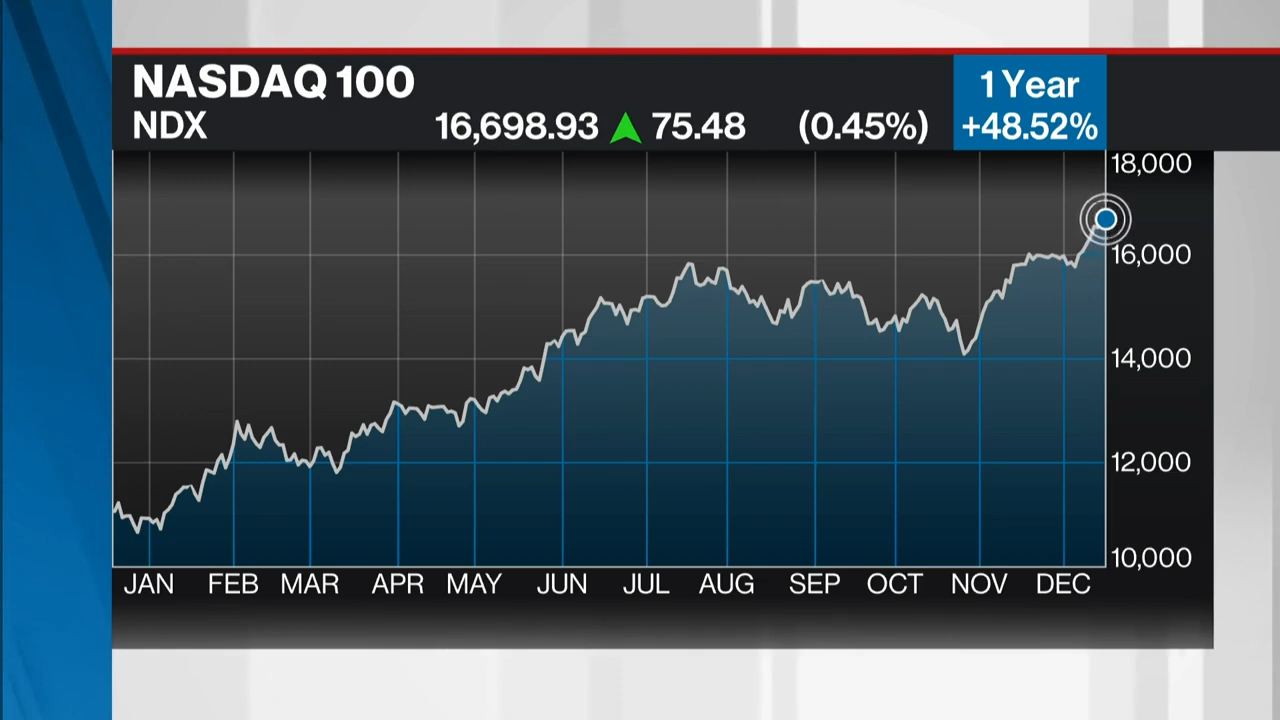 NASDAQ 100
NDX 16,698.93 ▲ 75.48 (0.45%)
1 Year
+48.52%
18,000
16,000
14,000
12,000
10,000
JAN FEB MAR APR MAY JUN JUL AUG SEP OCT NOV DEC